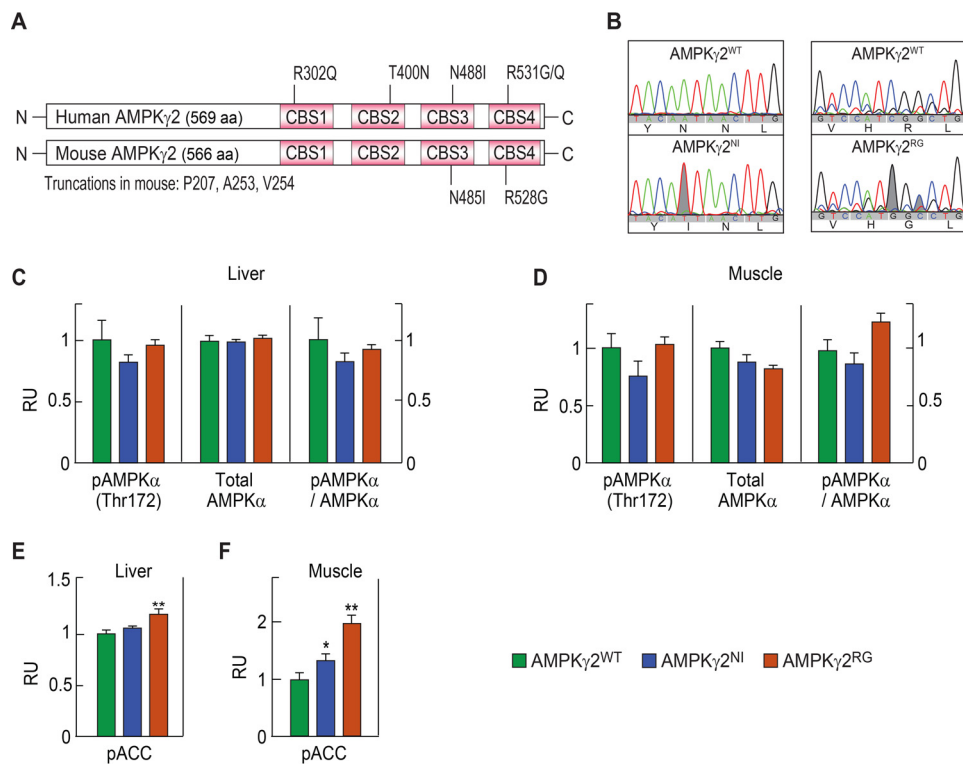 A
R302Q
T400N
N488I
R531G/Q
N
Human AMPKγ2 (569 aa)
CBS1
CBS2
CBS3
CBS4
C
N
Mouse AMPKγ2 (566 aa)
CBS1
CBS2
CBS3
CBS4
C
Truncations in mouse: P207, A253, V254
N485I
R528G
B
AMPKγ2WT
T A C A A T A A C T T G
Y N N L
AMPKγ2NI
T A C A T T A A C T T G
Y I N L
AMPKγ2WT
G T C C A T C G G C T G
V H R L
AMPKγ2RG
G T C C A T G G C C T G
V H G L
C
Liver
RU
1
0.5
0
1
0.5
0
pAMPKα
(Thr172)
Total
AMPKα
pAMPKα
/ AMPKα
D
Muscle
RU
1
0.5
0
1
0.5
0
pAMPKα
(Thr172)
Total
AMPKα
pAMPKα
/ AMPKα
E
Liver
RU
1.5
1
0.5
0
**
pACC
F
Muscle
RU
2
1
0
*
**
pACC
AMPKγ2WT
AMPKγ2NI
AMPKγ2RG